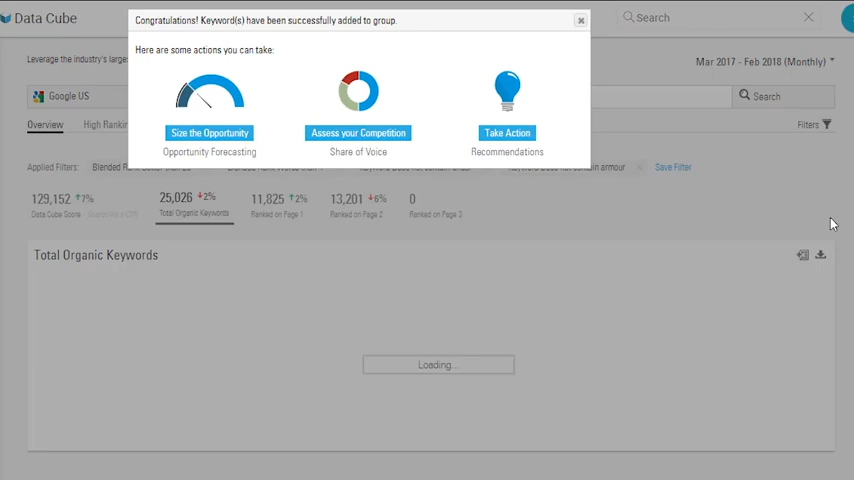 Data Cube
Congratulations! Keyword(s) have been successfully added to group.
Search
Here are some actions you can take:
Leverage the industry's large
Mar 2017 - Feb 2018 (Monthly)
Google US
Search
Size the Opportunity
Assess your Competition
Take Action
Opportunity Forecasting
Share of Voice
Recommendations
Overview
High Rankin
Filters
Applied Filters:
armour
Save Filter
129,152 7%
25,026 2%
11,825 2%
13,201 6%
0
Data Cube Score
Total Organic Keywords
Ranked on Page 1
Ranked on Page 2
Ranked on Page 3
Total Organic Keywords
Loading...